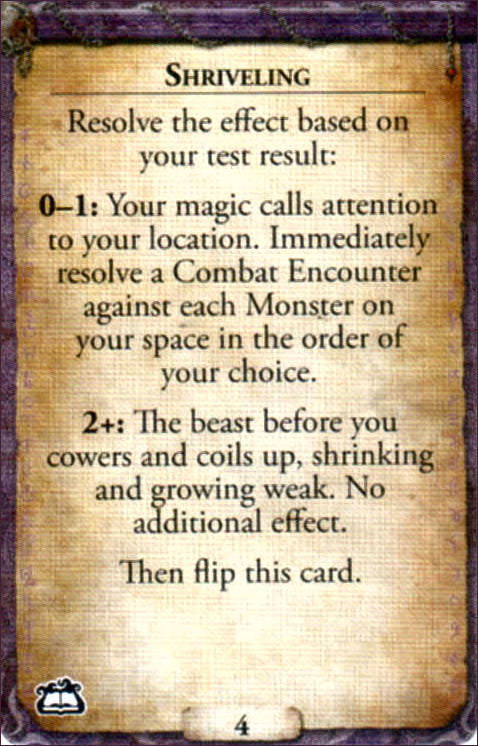 SHRIVELING
Resolve the effect based on
your test result:
0–1: Your magic calls attention
to your location. Immediately
resolve a Combat Encounter
against each Monster on
your space in the order of
your choice.
2+: The beast before you
cowers and coils up, shrinking
and growing weak. No
additional effect.
Then flip this card.
4